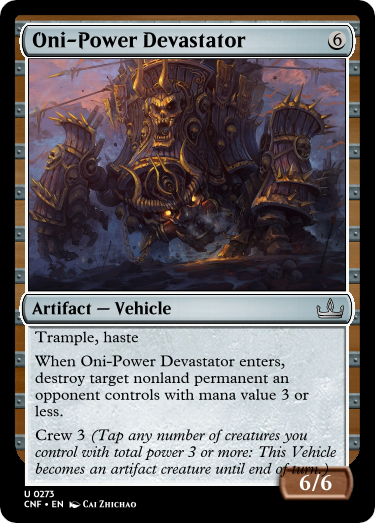 Oni-Power Devastator 6
Artifact — Vehicle
Trample, haste
When Oni-Power Devastator enters,
destroy target nonland permanent an
opponent controls with mana value 3 or
less.
Crew 3 (Tap any number of creatures you
control with total power 3 or more: This Vehicle
becomes an artifact creature until end of turn.)
6/6
U 0273
CNF • EN Cai Zhichao